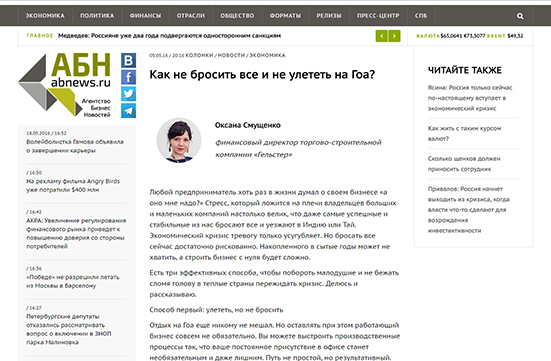 ЭКОНОМИКА ПОЛИТИКА ФИНАНСЫ ОТРАСЛИ ОБЩЕСТВО ФОРМАТЫ РЕЛИЗЫ ПРЕСС-ЦЕНТР СПБ
ГЛАВНОЕ Медведев: Россияне уже два года подвергаются односторонним санкциям
ВАЛЮТА $65,0641 €73,3077 BRENT $49,32
АБН
abnews.ru
Агентство
Бизнес
Новостей
18.05.2016 / 16:52
Волейболистка Гамова объявила
о завершении карьеры
16:50
На рекламу фильма Angry Birds
уже потратили $400 млн
16:42
АКРА: Увеличение регулирования
финансового рынка приведет к
повышению доверия со стороны
потребителей
16:36
«Победе» не разрешили летать
из Москвы в Барселону
16:27
Петербургские депутаты
отказались рассматривать
вопрос о включении в ЗНОП
парка Малиновка
05.05.16 / 2016 КОЛОНКИ / НОВОСТИ / ЭКОНОМИКА
Как не бросить все и не улететь на Гоа?
Оксана Смущенко
финансовый директор торгово-строительной
компании «Гельстер»
Любой предприниматель хоть раз в жизни думал о своем бизнесе «а
оно мне надо?» Стресс, который ложится на плечи владельцев больших
и маленьких компаний настолько велик, что даже самые успешные и
стабильные из нас бросают все и уезжают в Индию или Тай.
Экономический кризис тревогу только усугубляет. Но бросать все
сейчас достаточно рискованно. Накопленного в сытые годы может не
хватить, а строить бизнес с нуля будет сложно.
Есть три эффективных способа, чтобы побороть малодушие и не бежать
сломя голову в теплые страны пережидать кризис. Делюсь и
рассказываю.
Способ первый: улететь, но не бросить
Отдых на Гоа еще никому не мешал. Но оставлять при этом работающий
бизнес совсем не обязательно. Вы можете выстроить производственные
процессы так, что ваше постоянное присутствие в офисе станет
необязательным и даже лишним. Путь не простой, но результативный.
ЧИТАЙТЕ ТАКЖЕ
Ясина: Россия только сейчас
по-настоящему вступает в
экономический кризис
Как жить с таким курсом
валют?
Сколько щенков должен
приносить сотрудник
Привалов: Россия начнет
выходить из кризиса, когда
власти что-то сделают для
возрождения
инвестактивности